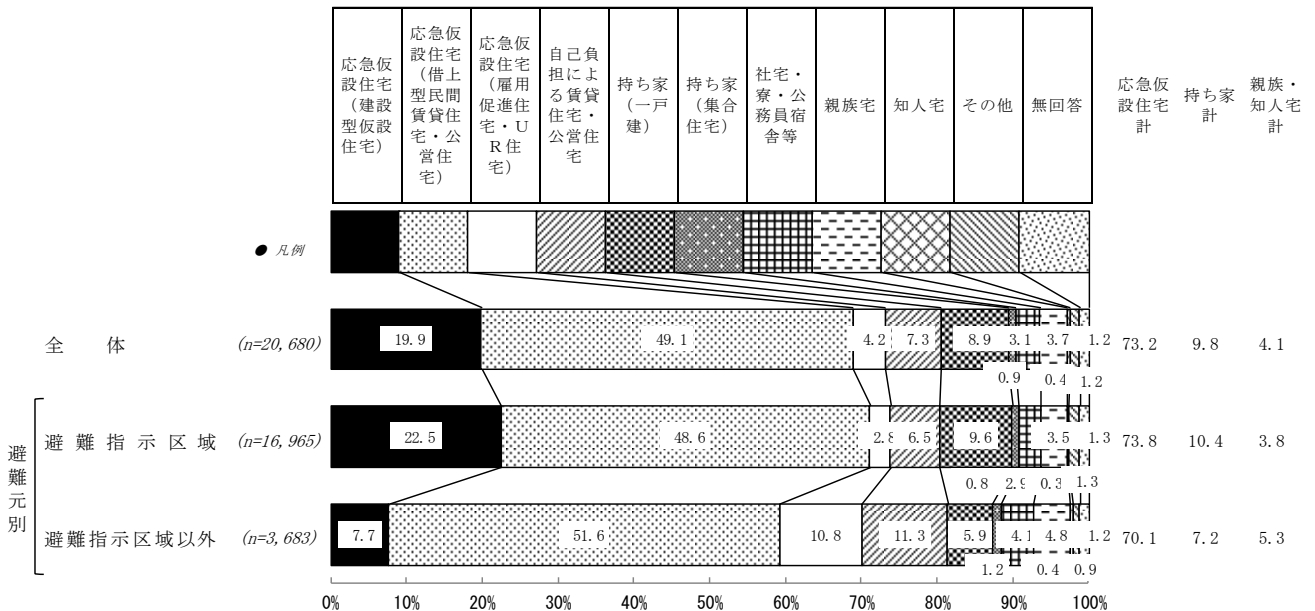 応急仮
設住宅
（建設
型仮設
住宅）
応急仮
設住宅
（借上
型民間
賃貸住
宅・公
営住
宅）
応急仮
設住宅
（雇用
促進住
宅・U
R住
宅）
自己負
担によ
る賃貸
住宅・
公営住
宅
持ち家
（一戸
建）
持ち家
（集合
住宅）
社宅・
寮・公
務員宿
舎等
親族宅
知人宅
その他
無回答
応急仮
設住宅
計
持ち家
計
親族・
知人宅
計
● 凡例
全 体 (n=20,680) 19.9 49.1 4.2 7.3 8.9 3.1 3.7 1.2 73.2 9.8 4.1
0.9 0.4 1.2
避難元別
避難指示区域 (n=16,965) 22.5 48.6 2.8 6.5 9.6 3.5 1.3 73.8 10.4 3.8
0.8 2.9 0.3 1.3
避難指示区域以外 (n=3,683) 7.7 51.6 10.8 11.3 5.9 4.1 4.8 1.2 70.1 7.2 5.3
1.2 0.4 0.9
0% 10% 20% 30% 40% 50% 60% 70% 80% 90% 100%